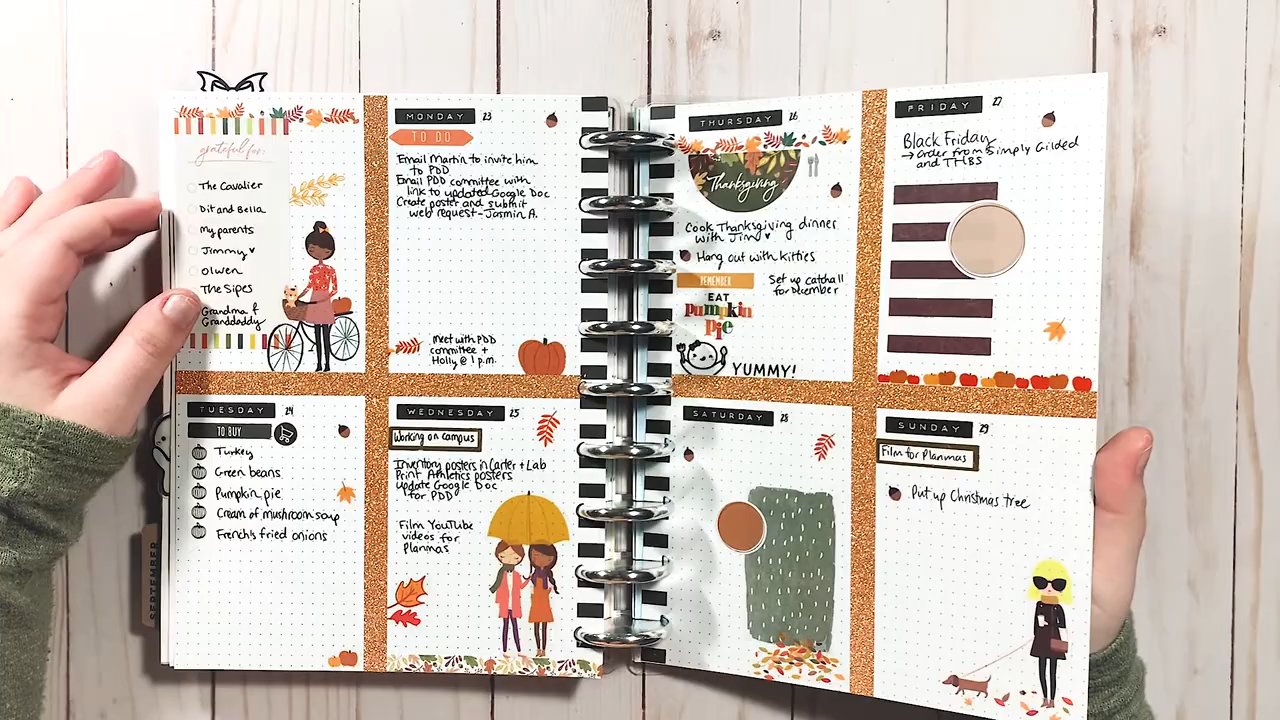 grateful for:
The Cavalier
Dit and Bella
My parents
Jimmy
Olwen
The Sipes
Grandma &
Granddaddy
MONDAY 23
TO DO
Email Martin to invite him
to PDD
Email PDD committee with
link to updated Google Doc
Create poster and submit
web request - Jasmin A.
Meet with PDD
committee +
Holly @ 1 p.m.
TUESDAY 24
TO BUY
Turkey
Green beans
Pumpkin pie
Cream of mushroom soup
French's fried onions
WEDNESDAY 25
Working on campus
Inventory posters in Carter + Lab
Print Athletics posters
Update Google Doc
for PDD
Film YouTube
videos for
Planmas
THURSDAY 26
Thanksgiving
Cook Thanksgiving dinner
with Jim
Hang out with kitties
REMEMBER
Set up catchall
for December
EAT
pumpkin
pie
YUMMY!
FRIDAY 27
Black Friday
→ order from Simply Gilded
and TTBS
SATURDAY 28
SUNDAY 29
Film for Planmas
Put up Christmas tree
SEPTEMBER